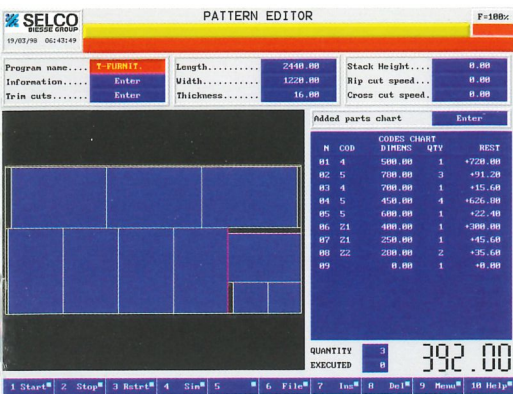 SELCO
BIESSE GROUP
PATTERN EDITOR
F=100%
19/03/98 06:43:49
Program name.... T-FURNIT. Length.......... 2440.00 Stack Height.... 0.00
Information..... Enter Width........... 1220.00 Rip cut speed... 0.00
Trim cuts....... Enter Thickness....... 16.00 Cross cut speed. 0.00
Added parts chart Enter
CODES CHART
N COD DIMENS QTY REST
01 4 500.00 1 +720.00
02 5 780.00 3 +91.20
03 4 700.00 1 +15.60
04 5 450.00 4 +626.80
05 5 600.00 1 +22.40
06 Z1 400.00 1 +300.00
07 Z1 250.00 1 +45.60
08 Z2 280.00 2 +35.60
09 0.00 1 +0.00
QUANTITY 3
EXECUTED 0
392.00
1 Start 2 Stop 3 Rstrt 4 Sim 5 6 File 7 Ins 8 Del 9 Menu 10 Help